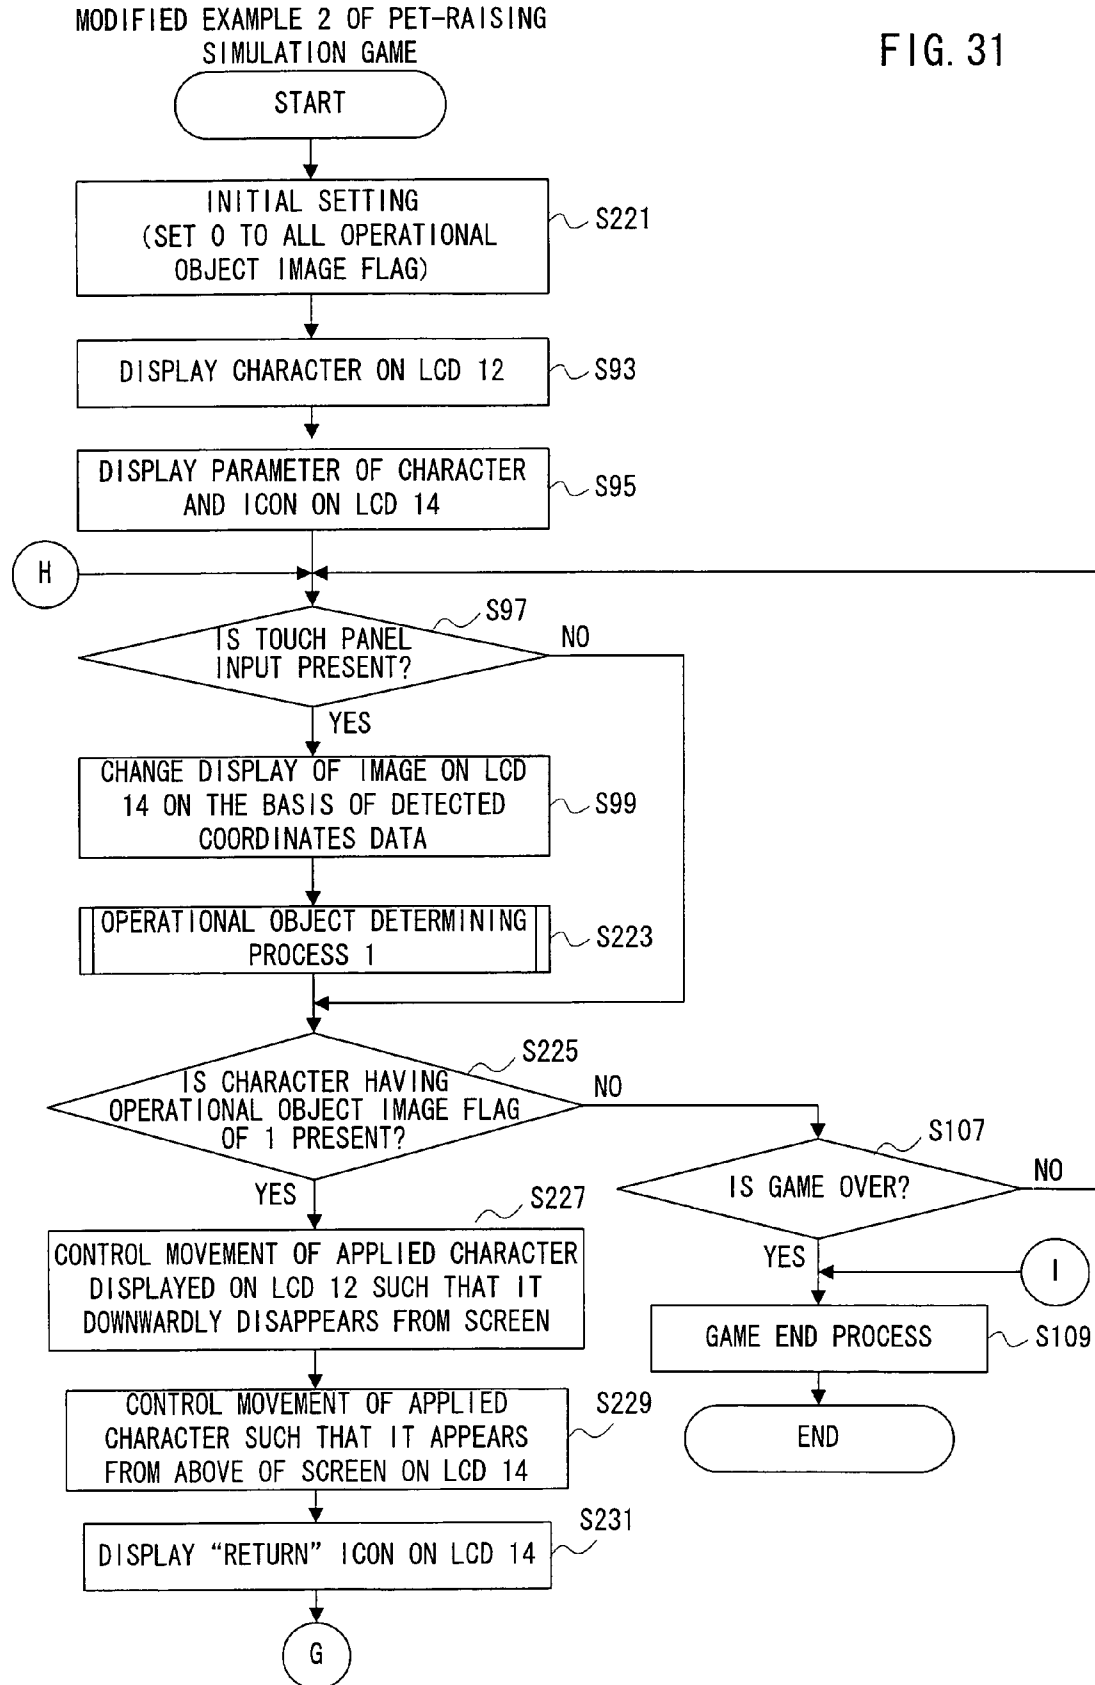 MODIFIED EXAMPLE 2 OF PET-RAISING
SIMULATION GAME
FIG. 31
START
INITIAL SETTING
(SET 0 TO ALL OPERATIONAL
OBJECT IMAGE FLAG)
S221
DISPLAY CHARACTER ON LCD 12
S93
DISPLAY PARAMETER OF CHARACTER
AND ICON ON LCD 14
S95
H
S97
IS TOUCH PANEL
INPUT PRESENT?
NO
YES
CHANGE DISPLAY OF IMAGE ON LCD
14 ON THE BASIS OF DETECTED
COORDINATES DATA
S99
OPERATIONAL OBJECT DETERMINING
PROCESS 1
S223
S225
IS CHARACTER HAVING
OPERATIONAL OBJECT IMAGE FLAG
OF 1 PRESENT?
NO
YES
S107
IS GAME OVER?
NO
YES
I
S227
CONTROL MOVEMENT OF APPLIED CHARACTER
DISPLAYED ON LCD 12 SUCH THAT IT
DOWNWARDLY DISAPPEARS FROM SCREEN
GAME END PROCESS
S109
CONTROL MOVEMENT OF APPLIED
CHARACTER SUCH THAT IT APPEARS
FROM ABOVE OF SCREEN ON LCD 14
S229
END
S231
DISPLAY “RETURN” ICON ON LCD 14
G